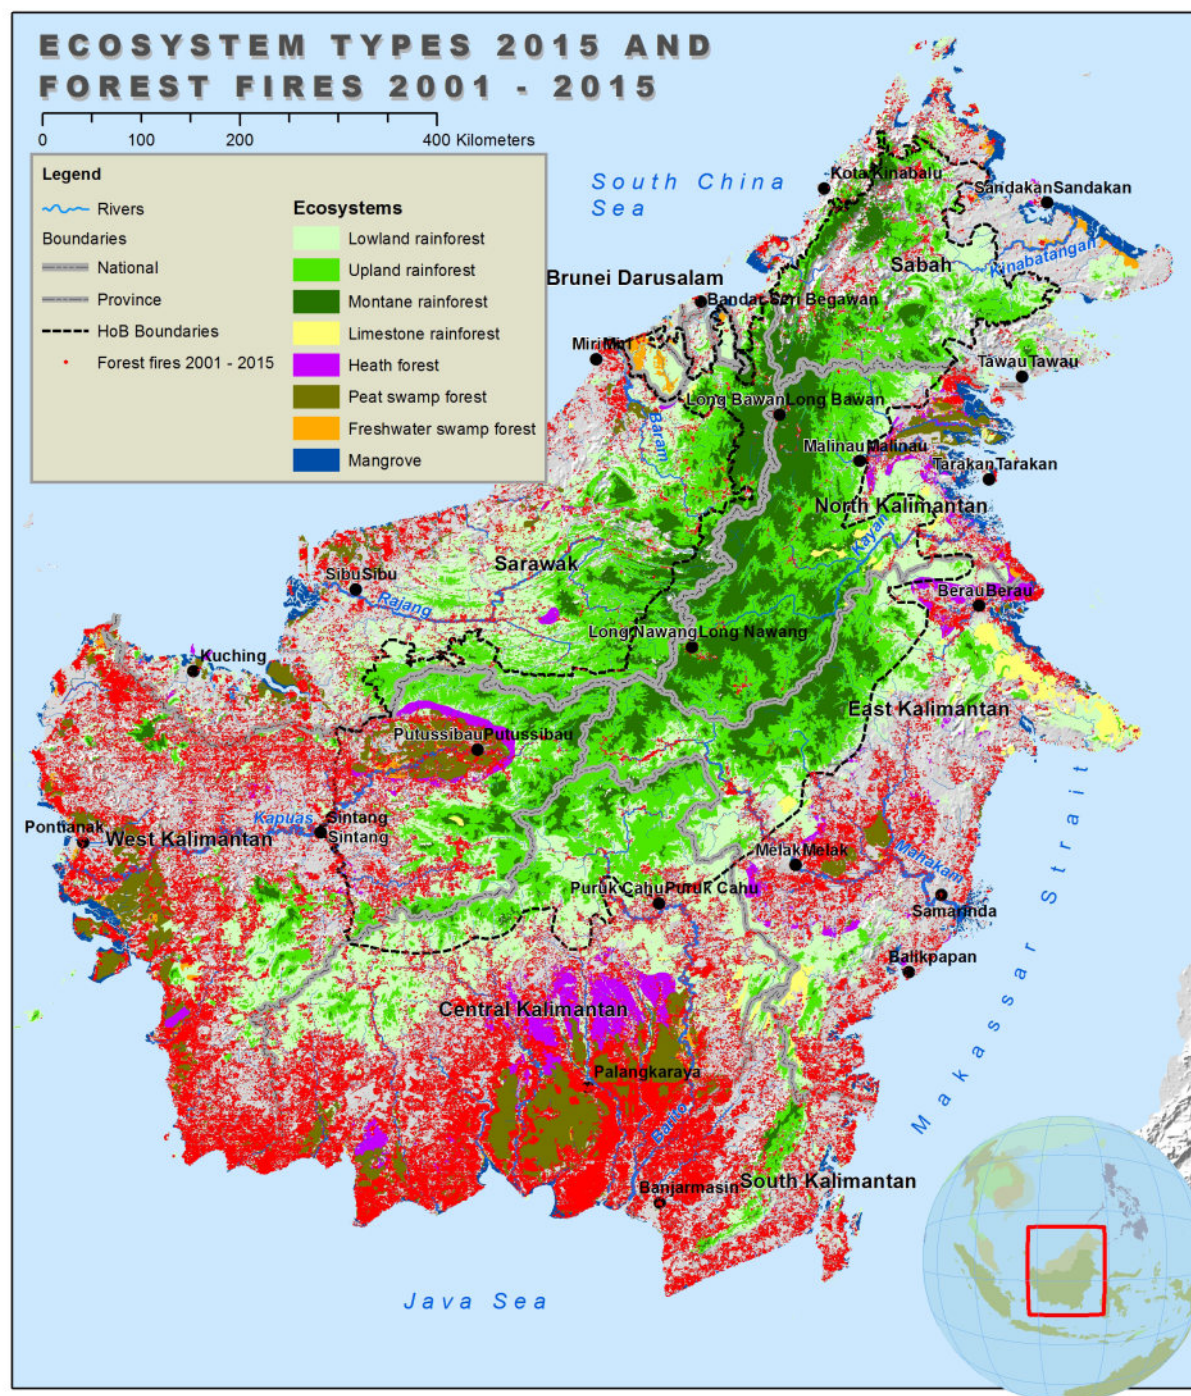 ECOSYSTEM TYPES 2015 AND
FOREST FIRES 2001 - 2015
0 100 200 400 Kilometers
Legend
Rivers
Boundaries
National
Province
HoB Boundaries
Forest fires 2001 - 2015
Ecosystems
Lowland rainforest
Upland rainforest
Montane rainforest
Limestone rainforest
Heath forest
Peat swamp forest
Freshwater swamp forest
Mangrove
South China
Sea
Kota Kinabalu
SandakanSandakan
Kinabatangan
Sabah
Brunei Darusalam
Bandar Seri Begawan
MiriMiri
TawauTawau
Long BawanLong Bawan
Baram
MalinauMalinau
TarakanTarakan
North Kalimantan
Kayan
Sarawak
SibuSibu
Rajang
BerauBerau
Long NawangLong Nawang
Kuching
East Kalimantan
PutussibauPutussibau
Kapuas
Sintang
Sintang
Pontianak
West Kalimantan
MelakMelak
Mahakam
Puruk CahuPuruk Cahu
Samarinda
Balikpapan
Makassar Strait
Central Kalimantan
Palangkaraya
Barito
Banjarmasin
South Kalimantan
Java Sea